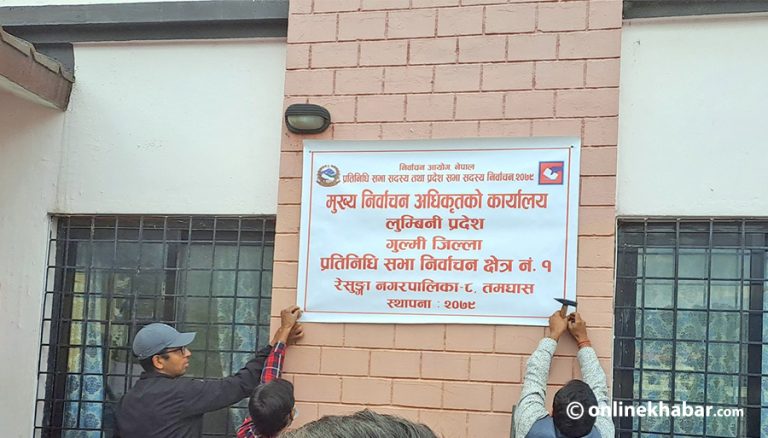 निर्वाचन आयोग, नेपाल
प्रतिनिधि सभा सदस्य तथा प्रदेश सभा सदस्य निर्वाचन,२०७९
मुख्य निर्वाचन अधिकृतको कार्यालय
लुम्बिनी प्रदेश
गुल्मी जिल्ला
प्रतिनिधि सभा निर्वाचन क्षेत्र नं. १
रेसुङ्गा नगरपालिका-८, तमघास
स्थापना : २०७९
onlinekhabar.com